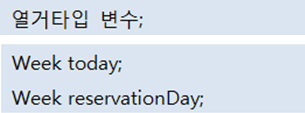 열거타입 변수;
Week today;
Week reservationDay;